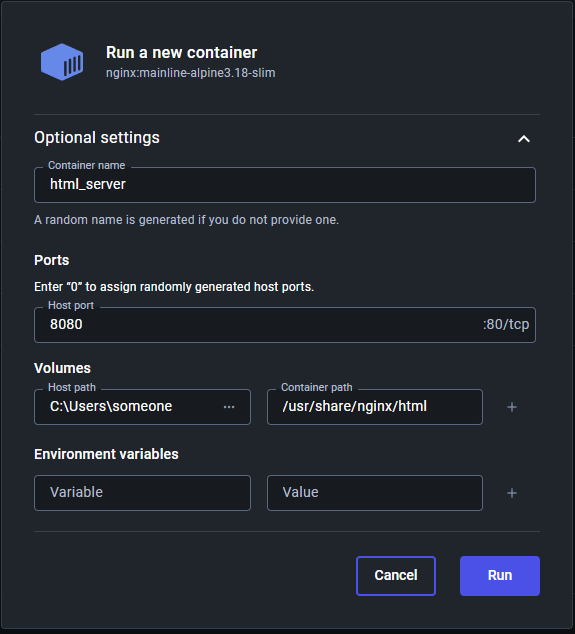 Run a new container
nginx:mainline-alpine3.18-slim
Optional settings
Container name
html_server
A random name is generated if you do not provide one.
Ports
Enter “0” to assign randomly generated host ports.
Host port
8080 :80/tcp
Volumes
Host path Container path
C:\Users\someone ··· /usr/share/nginx/html +
Environment variables
Variable Value +
Cancel Run